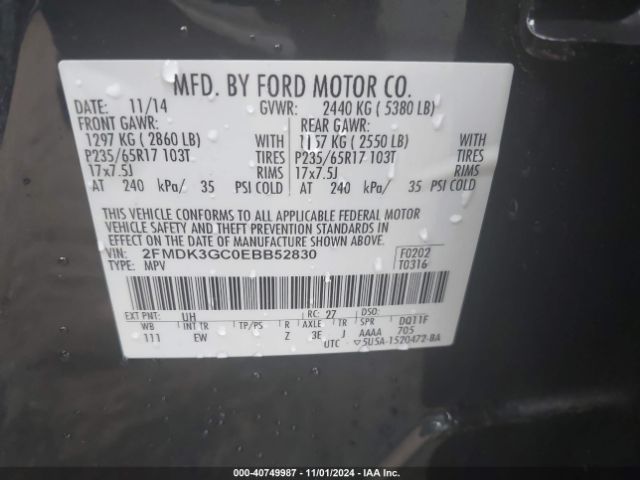 MFD. BY FORD MOTOR CO.
DATE: 11/14 GVWR: 2440 KG ( 5380 LB)
FRONT GAWR: REAR GAWR:
1297 KG ( 2860 LB) WITH 1157 KG ( 2550 LB) WITH
P235/65R17 103T TIRES P235/65R17 103T TIRES
17x7.5J RIMS 17x7.5J RIMS
AT 240 kPa/ 35 PSI COLD AT 240 kPa/ 35 PSI COLD
THIS VEHICLE CONFORMS TO ALL APPLICABLE FEDERAL MOTOR
VEHICLE SAFETY AND THEFT PREVENTION STANDARDS IN
EFFECT ON THE DATE OF MANUFACTURE SHOWN ABOVE.
VIN: 2FMDK3GC0EBB52830 F0202
TYPE: MPV T0316
EXT PNT: UH RC: 27 DSO:
WB INT TR TP/PS R AXLE TR SPR DQ11F
111 EW Z 3E J AAAA 705
UTC ▽5U5A-1520472-BA
000-40749987 - 11/01/2024 - IAA Inc.